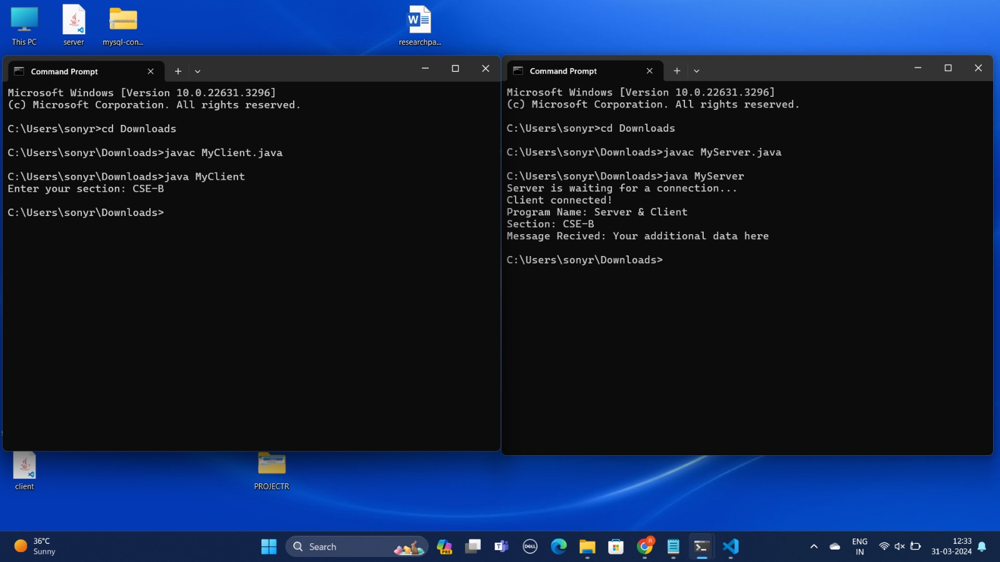 This PC
server
mysql-con...
researchpa...
Command Prompt
Microsoft Windows [Version 10.0.22631.3296]
(c) Microsoft Corporation. All rights reserved.
C:\Users\sonyr>cd Downloads
C:\Users\sonyr\Downloads>javac MyClient.java
C:\Users\sonyr\Downloads>java MyClient
Enter your section: CSE-B
C:\Users\sonyr\Downloads>
Command Prompt
Microsoft Windows [Version 10.0.22631.3296]
(c) Microsoft Corporation. All rights reserved.
C:\Users\sonyr>cd Downloads
C:\Users\sonyr\Downloads>javac MyServer.java
C:\Users\sonyr\Downloads>java MyServer
Server is waiting for a connection...
Client connected!
Program Name: Server & Client
Section: CSE-B
Message Recived: Your additional data here
C:\Users\sonyr\Downloads>
client
PROJECTR
36°C
Sunny
Search
PRE
DELL
R
ENG
IN
12:33
31-03-2024